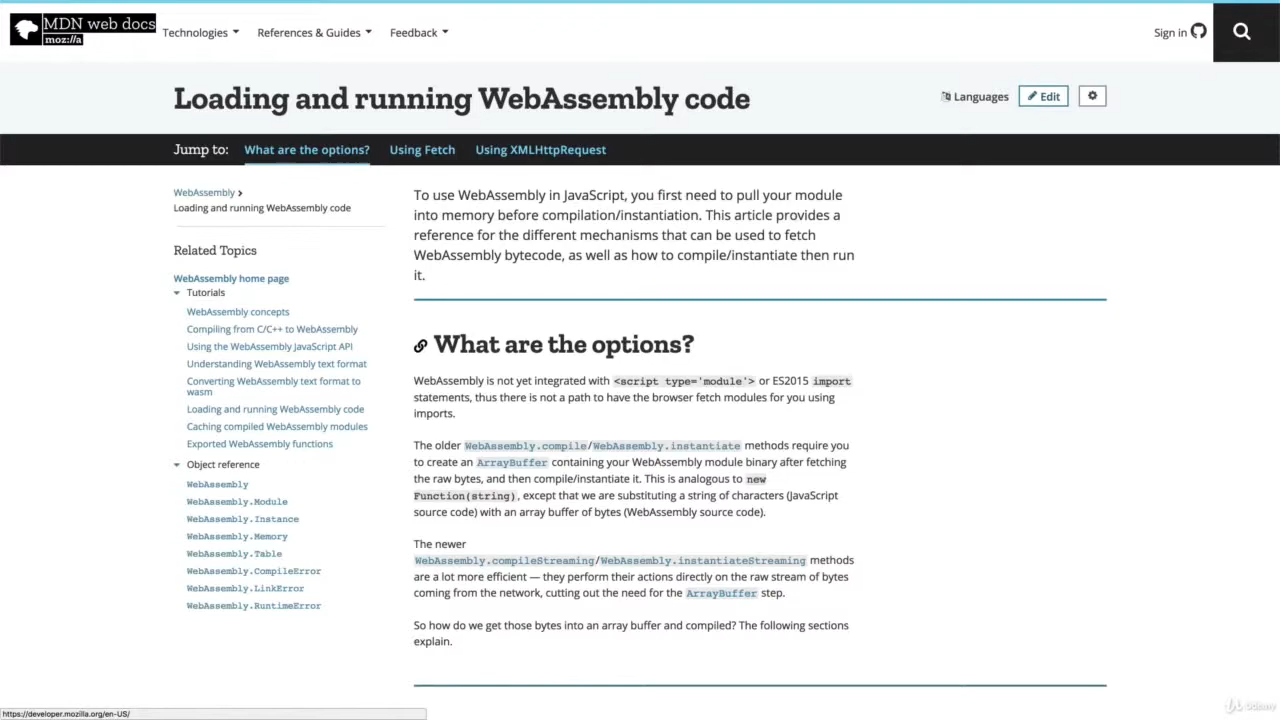 MDN web docs
moz://a
Technologies
References & Guides
Feedback
Sign in
Loading and running WebAssembly code
Languages
Edit
Jump to:
What are the options?
Using Fetch
Using XMLHttpRequest
WebAssembly
Loading and running WebAssembly code
Related Topics
WebAssembly home page
Tutorials
WebAssembly concepts
Compiling from C/C++ to WebAssembly
Using the WebAssembly JavaScript API
Understanding WebAssembly text format
Converting WebAssembly text format to
wasm
Loading and running WebAssembly code
Caching compiled WebAssembly modules
Exported WebAssembly functions
Object reference
WebAssembly
WebAssembly.Module
WebAssembly.Instance
WebAssembly.Memory
WebAssembly.Table
WebAssembly.CompileError
WebAssembly.LinkError
WebAssembly.RuntimeError
To use WebAssembly in JavaScript, you first need to pull your module
into memory before compilation/instantiation. This article provides a
reference for the different mechanisms that can be used to fetch
WebAssembly bytecode, as well as how to compile/instantiate then run
it.
What are the options?
WebAssembly is not yet integrated with <script type='module'> or ES2015 import
statements, thus there is not a path to have the browser fetch modules for you using
imports.
The older WebAssembly.compile/WebAssembly.instantiate methods require you
to create an ArrayBuffer containing your WebAssembly module binary after fetching
the raw bytes, and then compile/instantiate it. This is analogous to new
Function(string), except that we are substituting a string of characters (JavaScript
source code) with an array buffer of bytes (WebAssembly source code).
The newer
WebAssembly.compileStreaming/WebAssembly.instantiateStreaming methods
are a lot more efficient — they perform their actions directly on the raw stream of bytes
coming from the network, cutting out the need for the ArrayBuffer step.
So how do we get those bytes into an array buffer and compiled? The following sections
explain.
https://developer.mozilla.org/en-US/
Udemy